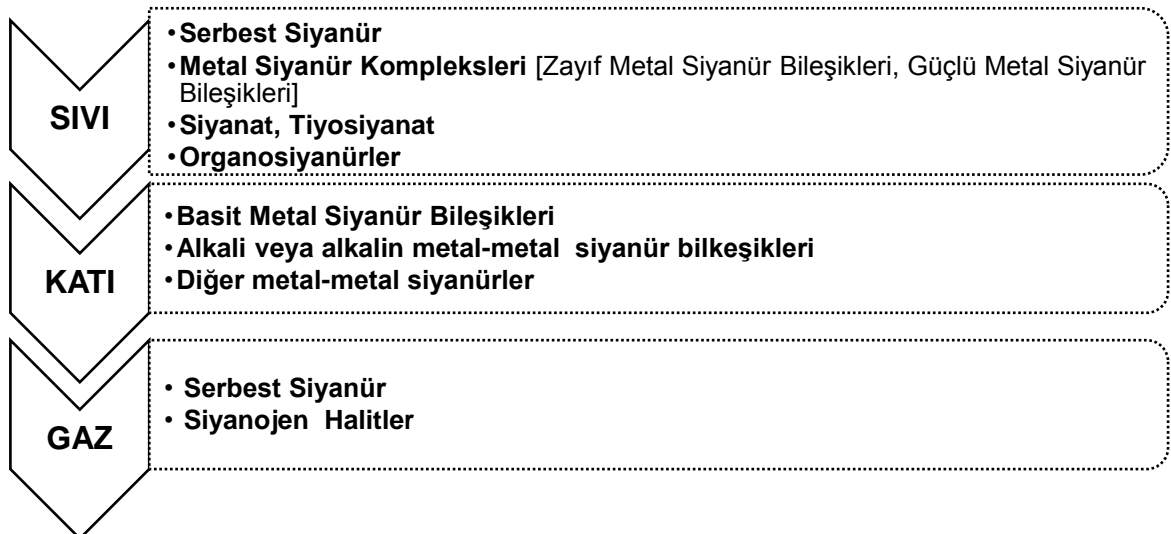 SIVI
•Serbest Siyanür
•Metal Siyanür Kompleksleri [Zayıf Metal Siyanür Bileşikleri, Güçlü Metal Siyanür
Bileşikleri]
•Siyanat, Tiyosiyanat
•Organosiyanürler
KATI
•Basit Metal Siyanür Bileşikleri
•Alkali veya alkalin metal-metal siyanür bilkeşikleri
•Diğer metal-metal siyanürler
GAZ
• Serbest Siyanür
• Siyanojen Halitler